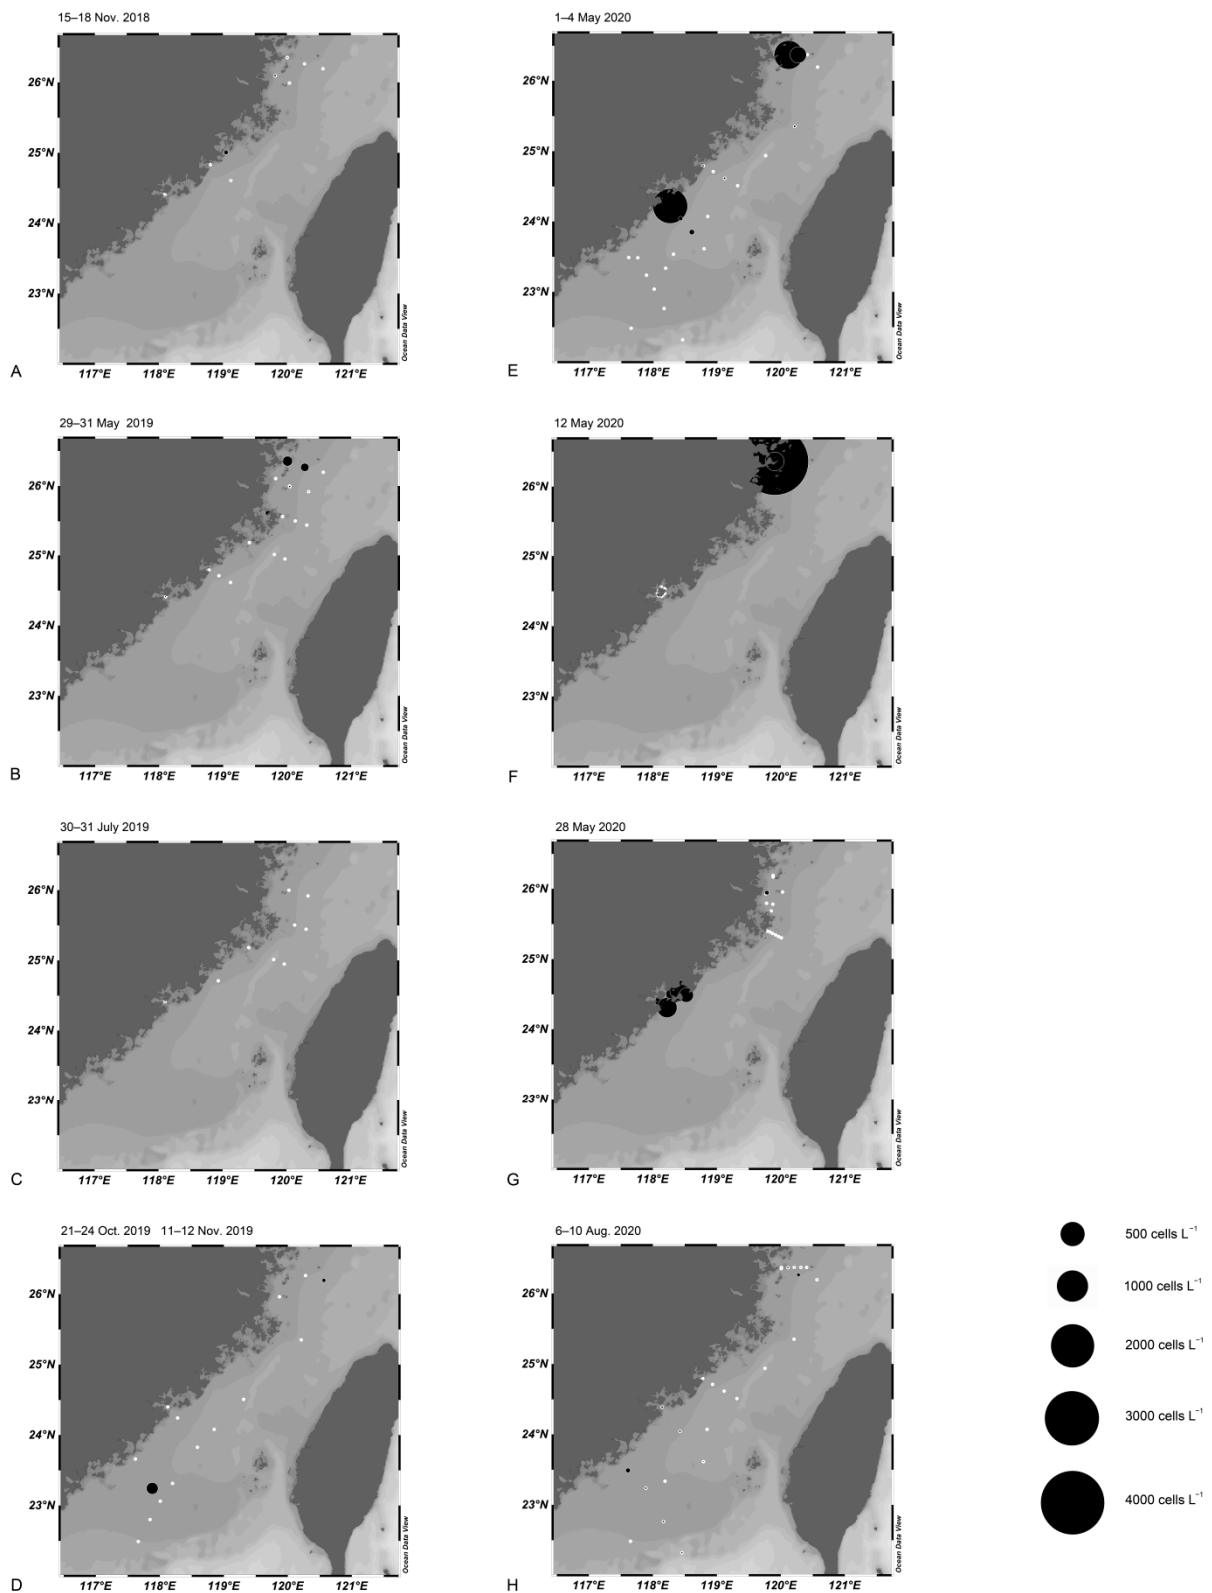 15–18 Nov. 2018
26°N
25°N
24°N
23°N
Ocean Data View
A
117°E 118°E 119°E 120°E 121°E
29–31 May 2019
26°N
25°N
24°N
23°N
Ocean Data View
B
117°E 118°E 119°E 120°E 121°E
30–31 July 2019
26°N
25°N
24°N
23°N
Ocean Data View
C
117°E 118°E 119°E 120°E 121°E
21–24 Oct. 2019 11–12 Nov. 2019
26°N
25°N
24°N
23°N
Ocean Data View
D
117°E 118°E 119°E 120°E 121°E
1–4 May 2020
26°N
25°N
24°N
23°N
Ocean Data View
E
117°E 118°E 119°E 120°E 121°E
12 May 2020
26°N
25°N
24°N
23°N
Ocean Data View
F
117°E 118°E 119°E 120°E 121°E
28 May 2020
26°N
25°N
24°N
23°N
Ocean Data View
G
117°E 118°E 119°E 120°E 121°E
6–10 Aug. 2020
26°N
25°N
24°N
23°N
Ocean Data View
H
117°E 118°E 119°E 120°E 121°E
500 cells L⁻¹
1000 cells L⁻¹
2000 cells L⁻¹
3000 cells L⁻¹
4000 cells L⁻¹